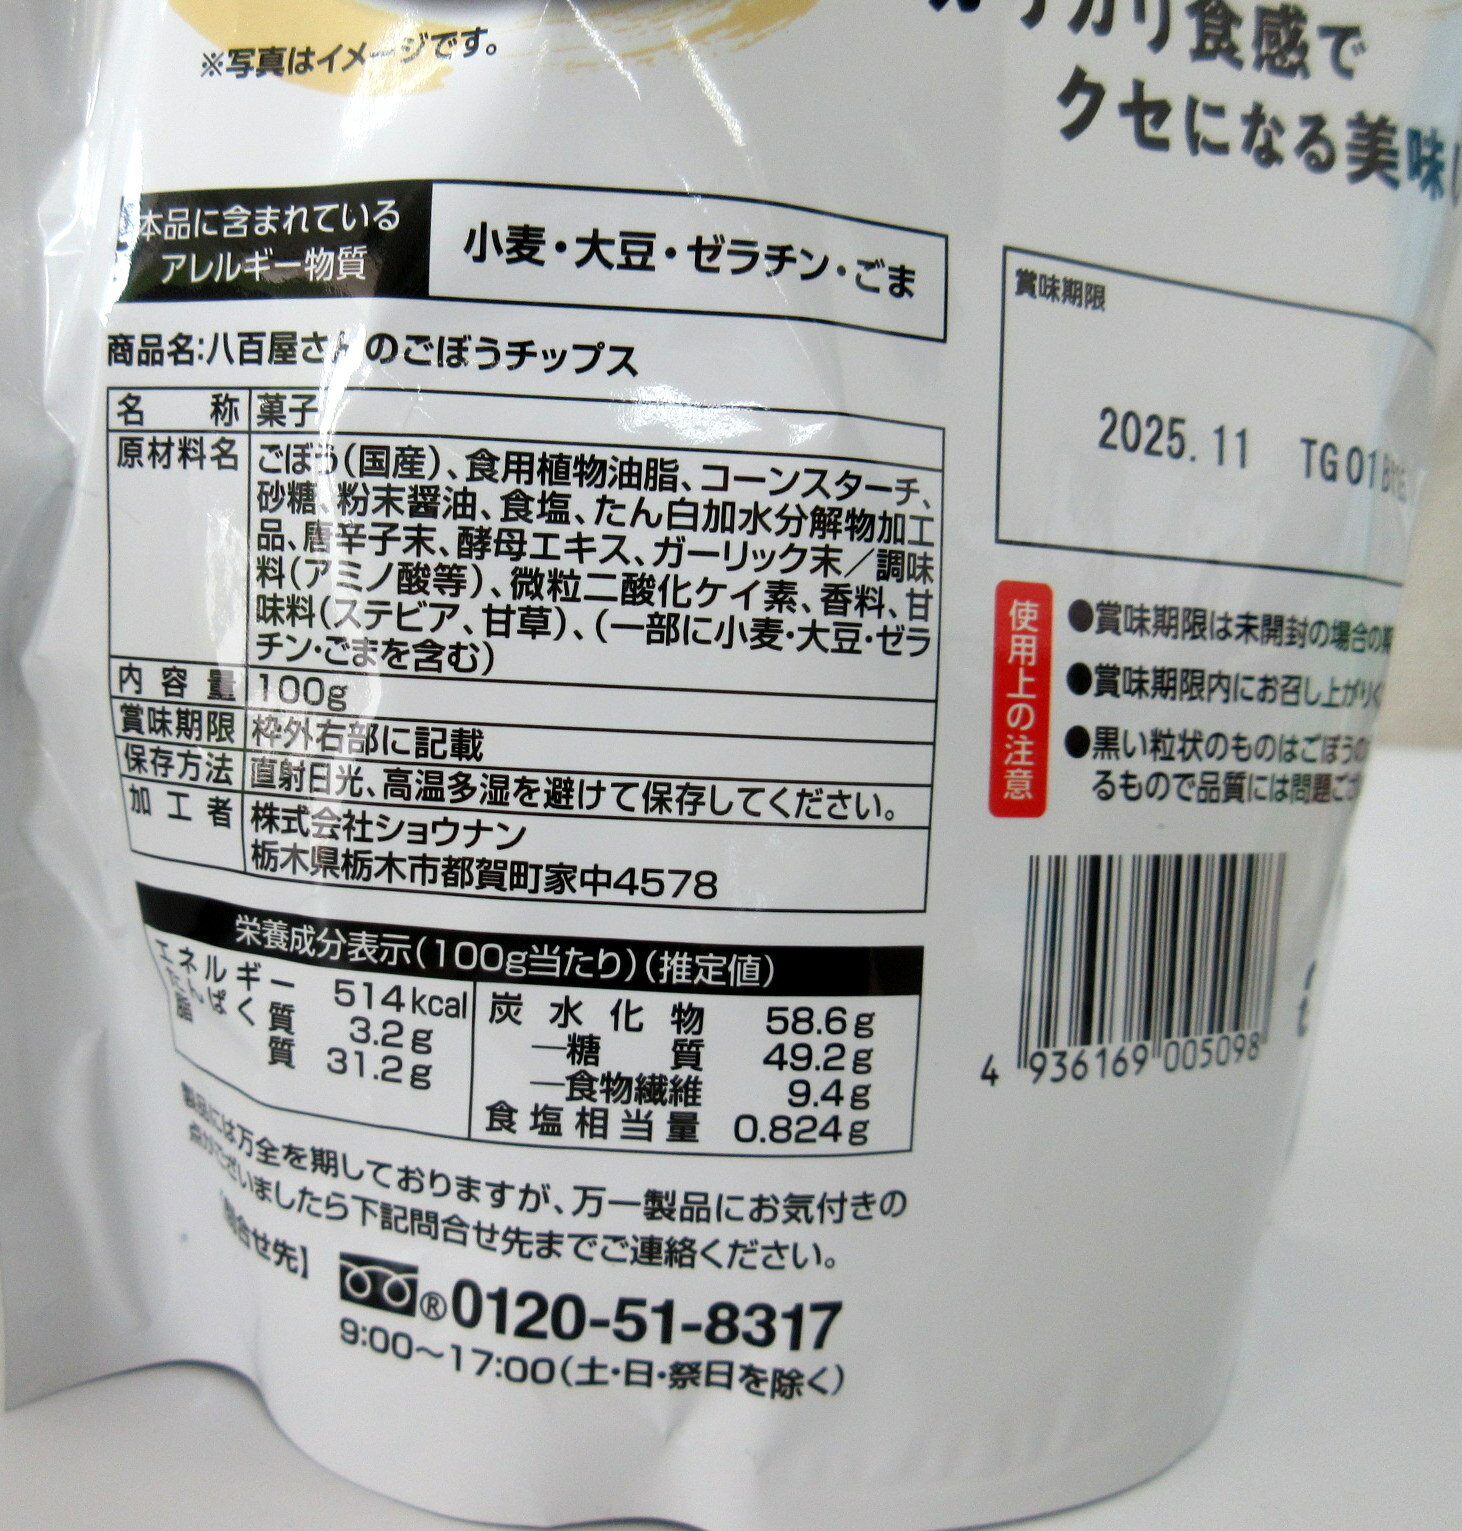 ※写真はイメージです。
カリカリ食感で
クセになる美味し
本品に含まれている
アレルギー物質
小麦・大豆・ゼラチン・ごま
商品名:八百屋さんのごぼうチップス
名称 菓子
原材料名 ごぼう(国産)、食用植物油脂、コーンスターチ、
砂糖、粉末醤油、食塩、たん白加水分解物加工
品、唐辛子末、酵母エキス、ガーリック末／調味
料(アミノ酸等)、微粒二酸化ケイ素、香料、甘
味料(ステビア、甘草)、(一部に小麦・大豆・ゼラ
チン・ごまを含む)
内容量 100g
賞味期限 枠外右部に記載
保存方法 直射日光、高温多湿を避けて保存してください。
加工者 株式会社ショウナン
栃木県栃木市都賀町家中4578
栄養成分表示(100g当たり)(推定値)
エネルギー 514kcal
たんぱく質 3.2g
脂質 31.2g
炭水化物 58.6g
―糖質 49.2g
―食物繊維 9.4g
食塩相当量 0.824g
製品には万全を期しておりますが、万一製品にお気付きの
点がございましたら下記問合せ先までご連絡ください。
問合せ先】
®0120-51-8317
9:00～17:00(土・日・祭日を除く)
賞味期限
2025.11 TG01
使用上の注意
●賞味期限は未開封の場合の
●賞味期限内にお召し上がりく
●黒い粒状のものはごぼうの
るもので品質には問題ござ
4 936169 005098